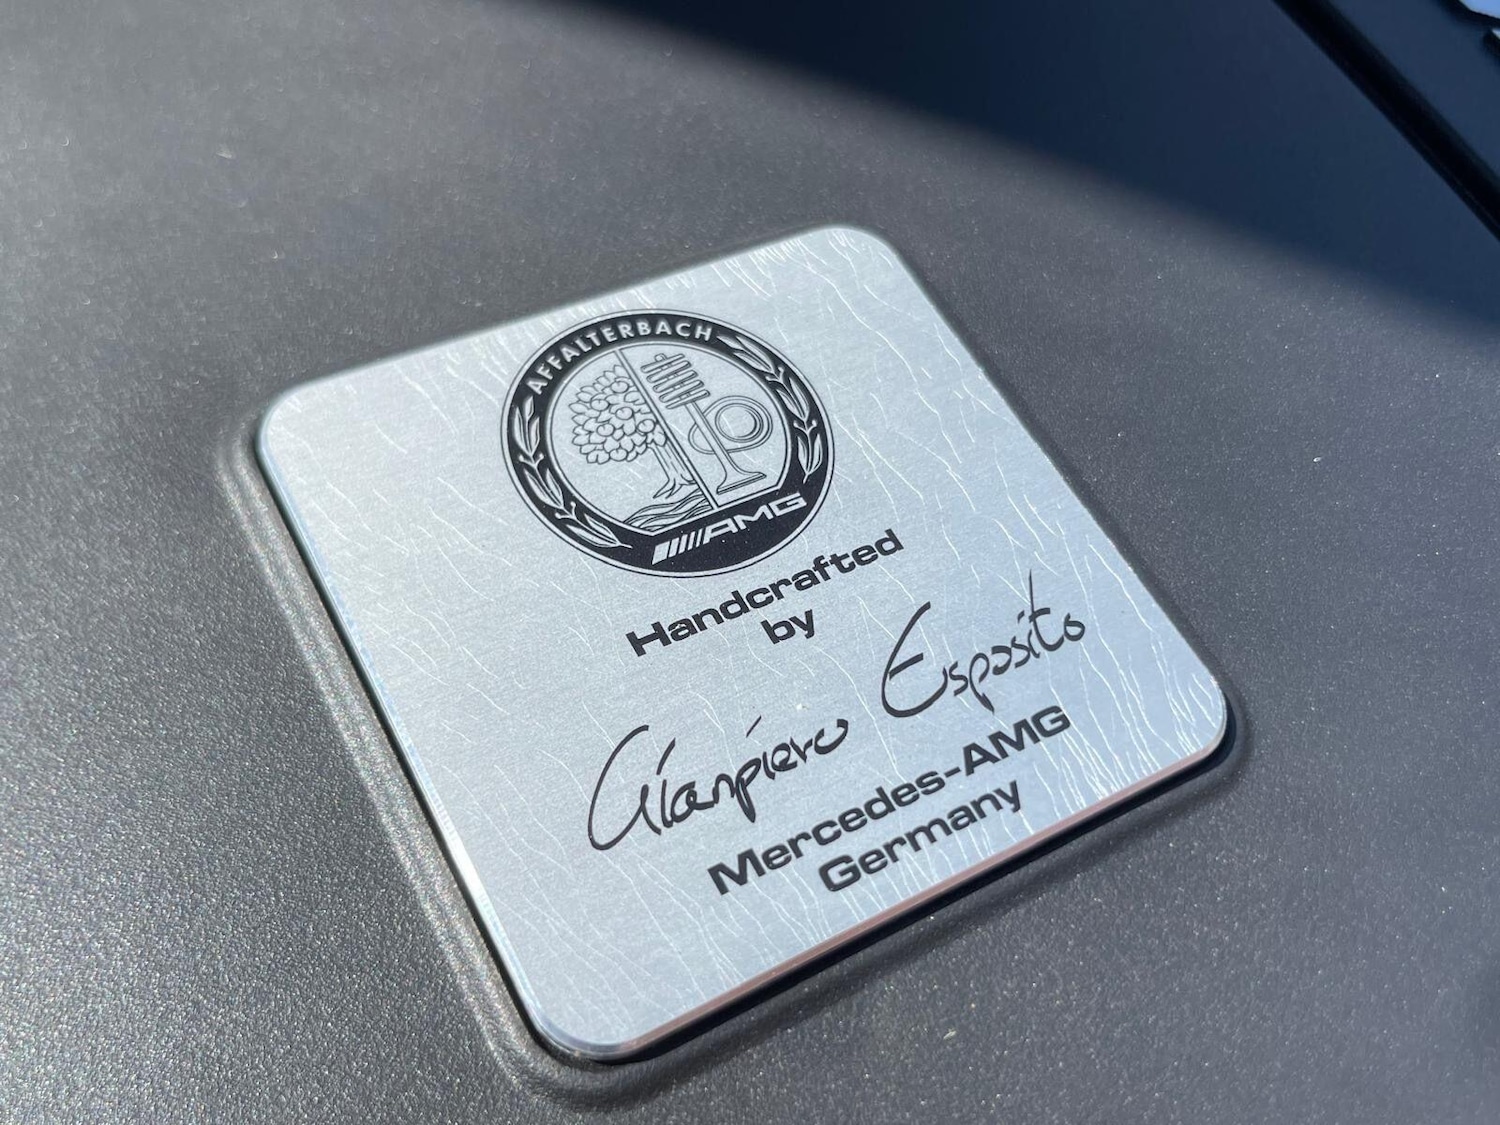 AFFALTERBACH
AMG
Handcrafted
by
Gianpiero Esposito
Mercedes-AMG
Germany